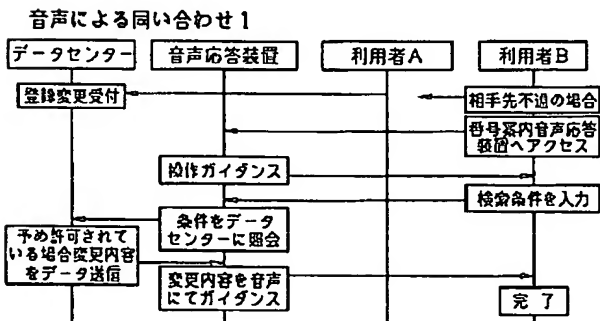 音声による問い合わせ1
データセンター
音声応答装置
利用者A
利用者B
登録変更受付
相手先不通の場合
番号案内音声応答
装置へアクセス
操作ガイダンス
検索条件を入力
条件をデータ
センターに照会
予め許可されて
いる場合変更内容
をデータ送信
変更内容を音声
にてガイダンス
完了